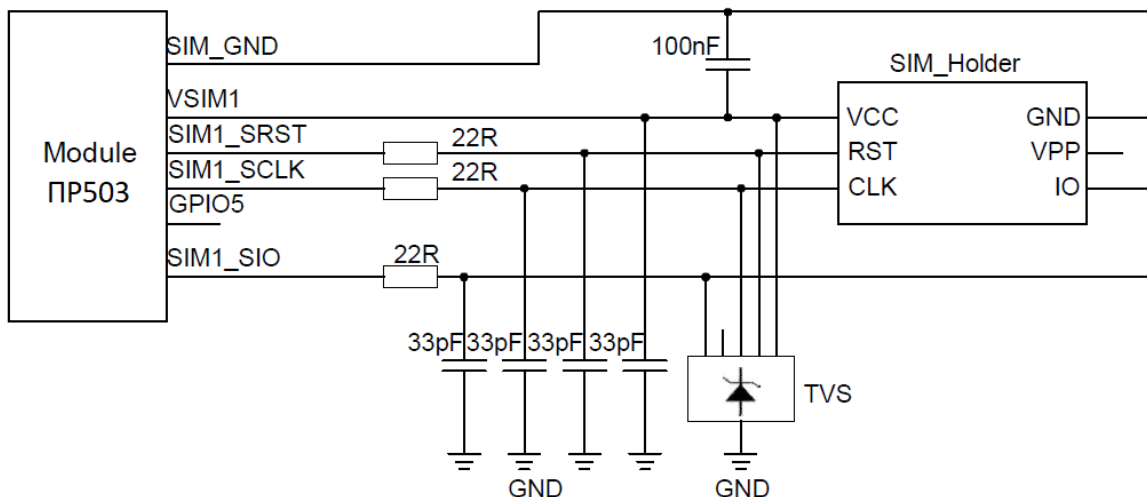 SIM_GND
100nF
SIM_Holder
VSIM1
VCC
GND
SIM1_SRST
22R
RST
VPP
Module
ПР503
SIM1_SCLK
22R
CLK
IO
GPIO5
SIM1_SIO
22R
33pF
33pF
33pF
33pF
TVS
GND
GND